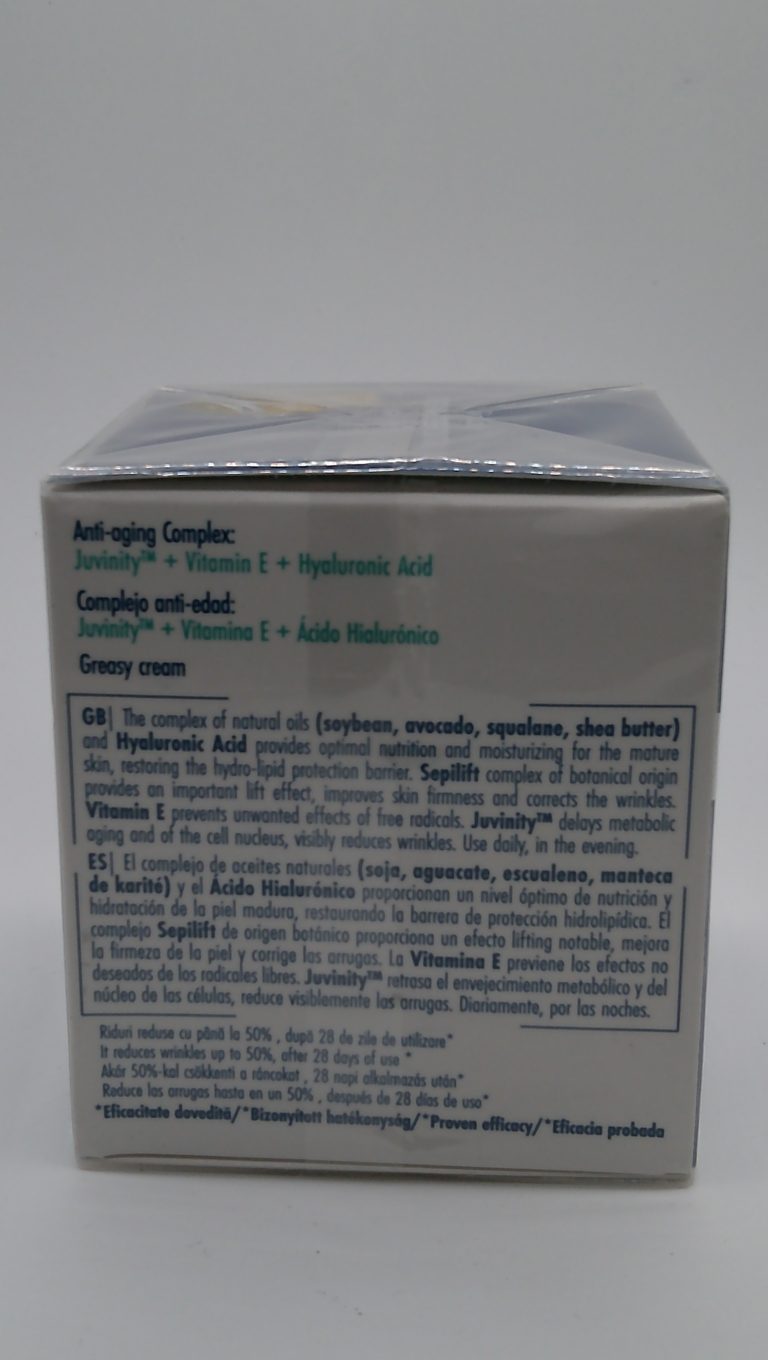 Anti-aging Complex:
Juvinity™ + Vitamin E + Hyaluronic Acid
Complejo anti-edad:
Juvinity™ + Vitamina E + Ácido Hialurónico
Greasy cream
GB| The complex of natural oils (soybean, avocado, squalane, shea butter)
and Hyaluronic Acid provides optimal nutrition and moisturizing for the mature
skin, restoring the hydro-lipid protection barrier. Sepilift complex of botanical origin
provides an important lift effect, improves skin firmness and corrects the wrinkles.
Vitamin E prevents unwanted effects of free radicals. Juvinity™ delays metabolic
aging and of the cell nucleus, visibly reduces wrinkles. Use daily, in the evening.
ES| El complejo de aceites naturales (soja, aguacate, escualeno, manteca
de karité) y el Ácido Hialurónico proporcionan un nivel óptimo de nutrición y
hidratación de la piel madura, restaurando la barrera de protección hidrolipídica. El
complejo Sepilift de origen botánico proporciona un efecto lifting notable, mejora
la firmeza de la piel y corrige las arrugas. La Vitamina E previene los efectos no
deseados de los radicales libres. Juvinity™ retrasa el envejecimiento metabólico y del
núcleo de las células, reduce visiblemente las arrugas. Diariamente, por las noches.
Riduri reduse cu până la 50% , după 28 de zile de utilizare*
It reduces wrinkles up to 50%, after 28 days of use *
Akár 50%-kal csökkenti a ráncokat , 28 napi alkalmazás után*
Reduce las arrugas hasta en un 50% , después de 28 días de uso*
*Eficacitate dovedită/*Bizonyított hatékonyság/*Proven efficacy/*Eficacia probada